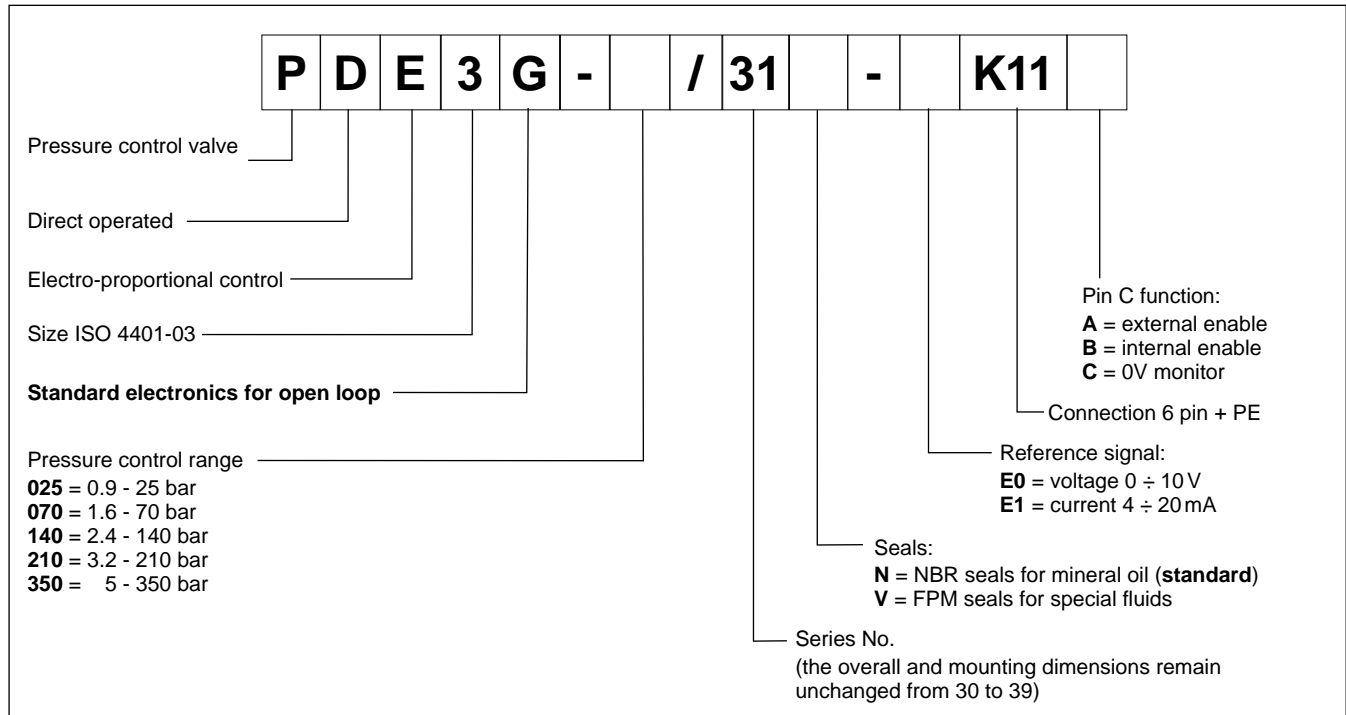 P D E 3 G - / 31 - K11
Pressure control valve
Direct operated
Electro-proportional control
Size ISO 4401-03
Standard electronics for open loop
Pressure control range
025 = 0.9 - 25 bar
070 = 1.6 - 70 bar
140 = 2.4 - 140 bar
210 = 3.2 - 210 bar
350 = 5 - 350 bar
Pin C function:
A = external enable
B = internal enable
C = 0V monitor
Connection 6 pin + PE
Reference signal:
E0 = voltage 0 ÷ 10 V
E1 = current 4 ÷ 20 mA
Seals:
N = NBR seals for mineral oil (standard)
V = FPM seals for special fluids
Series No.
(the overall and mounting dimensions remain
unchanged from 30 to 39)